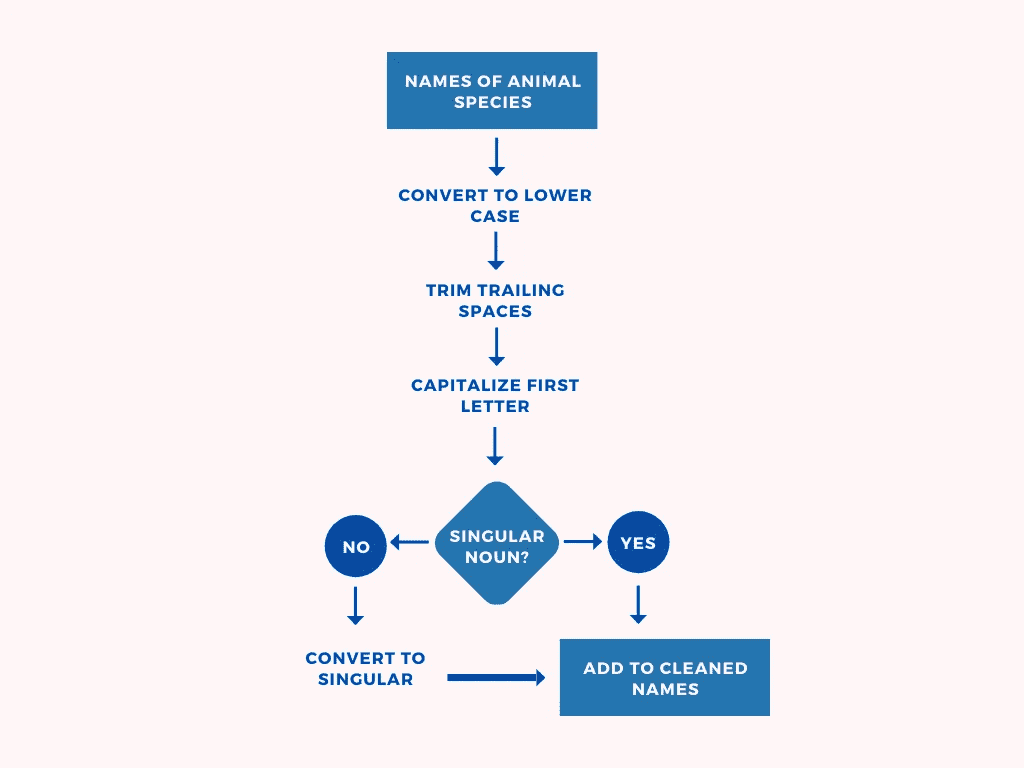 NAMES OF ANIMAL
SPECIES
CONVERT TO LOWER
CASE
TRIM TRAILING
SPACES
CAPITALIZE FIRST
LETTER
SINGULAR
NOUN?
NO
YES
CONVERT TO
SINGULAR
ADD TO CLEANED
NAMES